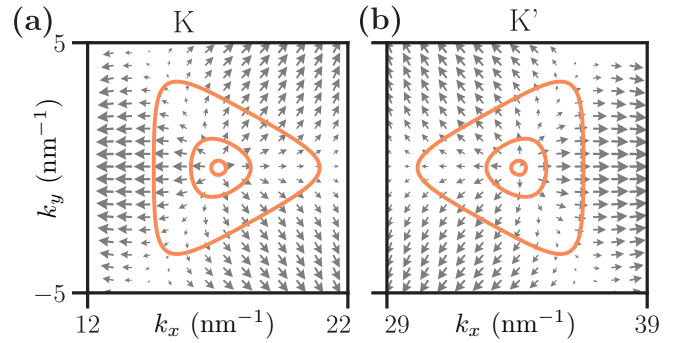 (a) K (b) K'
5
k_y (nm⁻¹)
−5
12 k_x (nm⁻¹) 22 29 k_x (nm⁻¹) 39